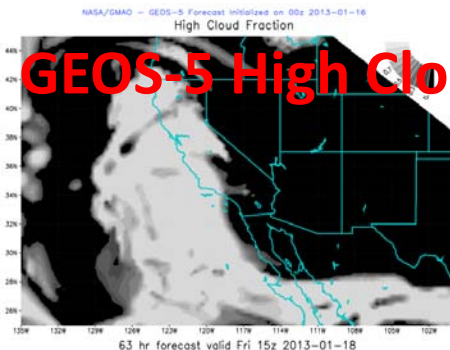 NASA/GMAO - GEOS-5 Forecast Initialized on 00z 2013-01-16
High Cloud Fraction
GEOS-5 High Clo
44N
42N
40N
38N
36N
34N
32N
30N
28N
26N
135W 132W 129W 126W 123W 120W 117W 114W 111W 108W 105W 102W
63 hr forecast valid Fri 15z 2013-01-18